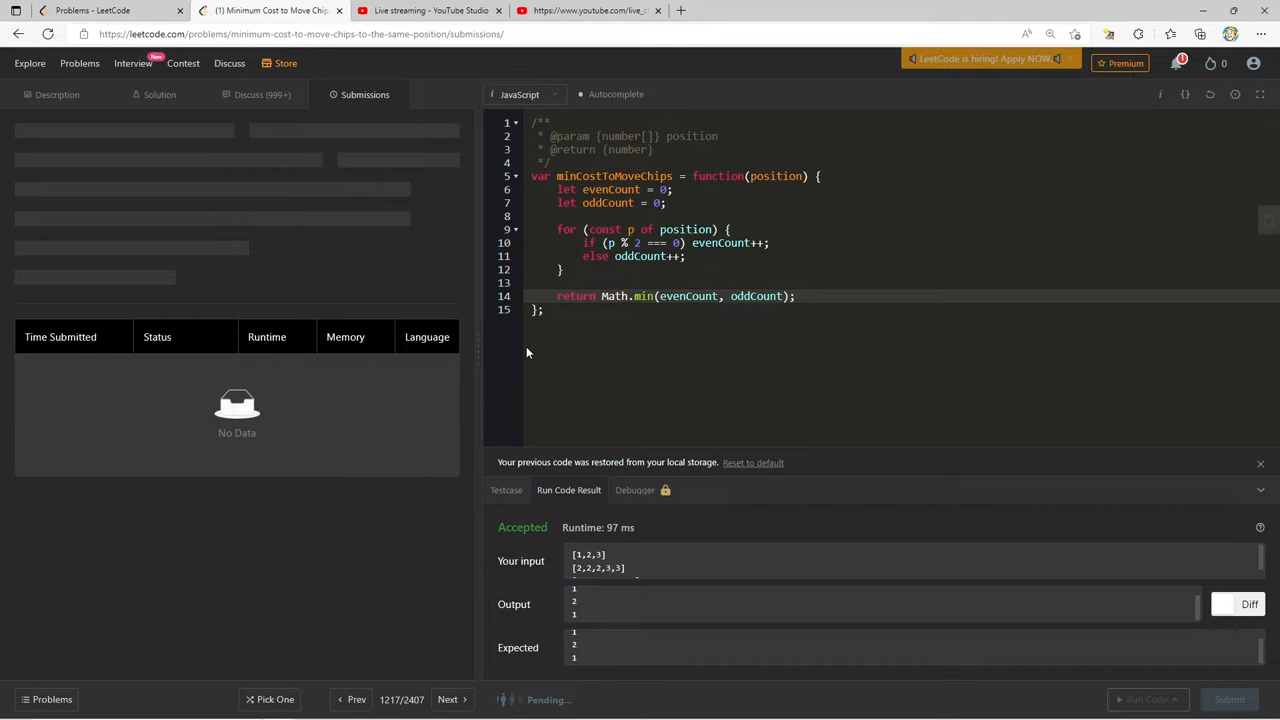 Problems - LeetCode
(1) Minimum Cost to Move Chips
Live streaming - YouTube Studio
https://www.youtube.com/live_c
https://leetcode.com/problems/minimum-cost-to-move-chips-to-the-same-position/submissions/
Explore Problems Interview New Contest Discuss Store
LeetCode is hiring! Apply NOW.
Premium
1
0
Description Solution Discuss (999+) Submissions
i JavaScript Autocomplete
1 /**
2 * @param {number[]} position
3 * @return {number}
4 */
5 var minCostToMoveChips = function(position) {
6 let evenCount = 0;
7 let oddCount = 0;
8
9 for (const p of position) {
10 if (p % 2 === 0) evenCount++;
11 else oddCount++;
12 }
13
14 return Math.min(evenCount, oddCount);
15 };
Time Submitted Status Runtime Memory Language
No Data
Your previous code was restored from your local storage. Reset to default
Testcase Run Code Result Debugger
Accepted Runtime: 97 ms
Your input
[1,2,3]
[2,2,2,3,3]
Output
1
2
1
Diff
Expected
1
2
1
Problems Pick One Prev 1217/2407 Next
Pending...
Run Code Submit